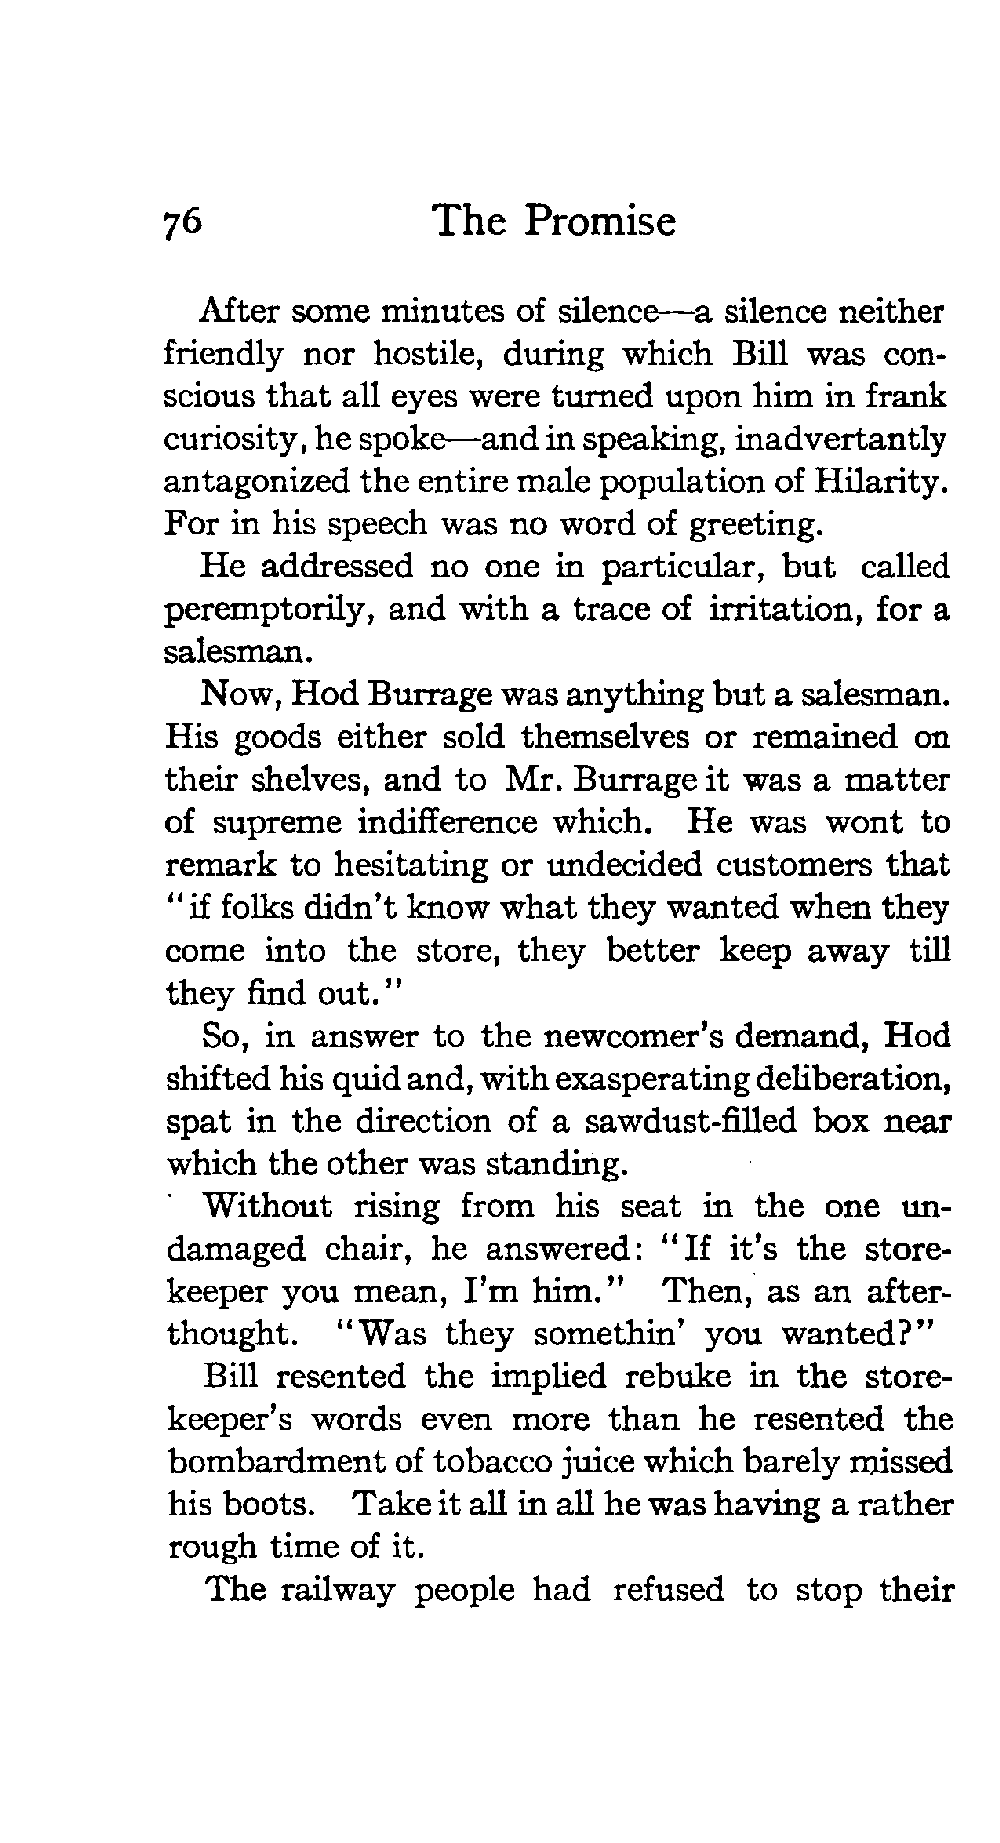 76 The Promise
After some minutes of silence—a silence neither
friendly nor hostile, during which Bill was con-
scious that all eyes were turned upon him in frank
curiosity, he spoke—and in speaking, inadvertantly
antagonized the entire male population of Hilarity.
For in his speech was no word of greeting.
He addressed no one in particular, but called
peremptorily, and with a trace of irritation, for a
salesman.
Now, Hod Burrage was anything but a salesman.
His goods either sold themselves or remained on
their shelves, and to Mr. Burrage it was a matter
of supreme indifference which. He was wont to
remark to hesitating or undecided customers that
"if folks didn't know what they wanted when they
come into the store, they better keep away till
they find out."
So, in answer to the newcomer's demand, Hod
shifted his quid and, with exasperating deliberation,
spat in the direction of a sawdust-filled box near
which the other was standing.
Without rising from his seat in the one un-
damaged chair, he answered: "If it's the store-
keeper you mean, I'm him." Then, as an after-
thought. "Was they somethin' you wanted?"
Bill resented the implied rebuke in the store-
keeper's words even more than he resented the
bombardment of tobacco juice which barely missed
his boots. Take it all in all he was having a rather
rough time of it.
The railway people had refused to stop their